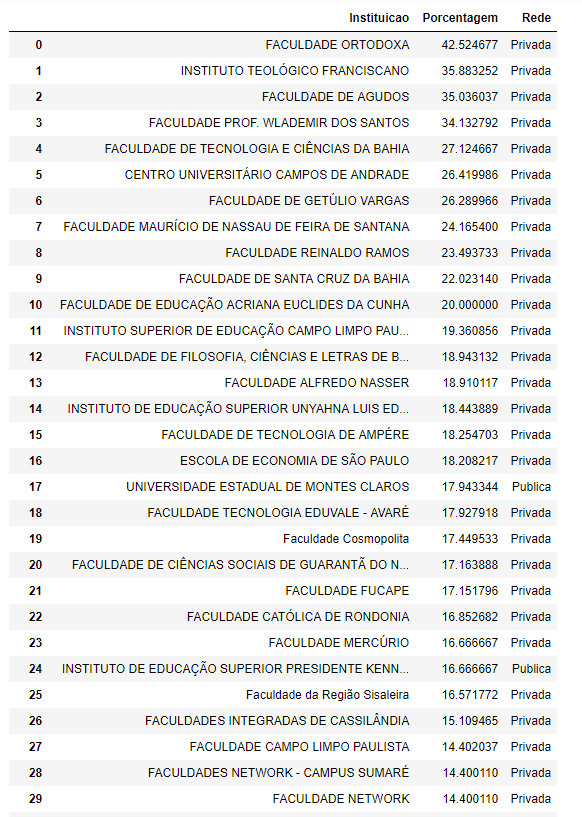 Instituicao Porcentagem Rede
0 FACULDADE ORTODOXA 42.524677 Privada
1 INSTITUTO TEOLÓGICO FRANCISCANO 35.883252 Privada
2 FACULDADE DE AGUDOS 35.036037 Privada
3 FACULDADE PROF. WLADEMIR DOS SANTOS 34.132792 Privada
4 FACULDADE DE TECNOLOGIA E CIÊNCIAS DA BAHIA 27.124667 Privada
5 CENTRO UNIVERSITÁRIO CAMPOS DE ANDRADE 26.419986 Privada
6 FACULDADE DE GETÚLIO VARGAS 26.289966 Privada
7 FACULDADE MAURÍCIO DE NASSAU DE FEIRA DE SANTANA 24.165400 Privada
8 FACULDADE REINALDO RAMOS 23.493733 Privada
9 FACULDADE DE SANTA CRUZ DA BAHIA 22.023140 Privada
10 FACULDADE DE EDUCAÇÃO ACRIANA EUCLIDES DA CUNHA 20.000000 Privada
11 INSTITUTO SUPERIOR DE EDUCAÇÃO CAMPO LIMPO PAU... 19.360856 Privada
12 FACULDADE DE FILOSOFIA, CIÊNCIAS E LETRAS DE B... 18.943132 Privada
13 FACULDADE ALFREDO NASSER 18.910117 Privada
14 INSTITUTO DE EDUCAÇÃO SUPERIOR UNYAHNA LUIS ED... 18.443889 Privada
15 FACULDADE DE TECNOLOGIA DE AMPÉRE 18.254703 Privada
16 ESCOLA DE ECONOMIA DE SÃO PAULO 18.208217 Privada
17 UNIVERSIDADE ESTADUAL DE MONTES CLAROS 17.943344 Publica
18 FACULDADE TECNOLOGIA EDUVALE - AVARÉ 17.927918 Privada
19 Faculdade Cosmopolita 17.449533 Privada
20 FACULDADE DE CIÊNCIAS SOCIAIS DE GUARANTÃ DO N... 17.163888 Privada
21 FACULDADE FUCAPE 17.151796 Privada
22 FACULDADE CATÓLICA DE RONDONIA 16.852682 Privada
23 FACULDADE MERCÚRIO 16.666667 Privada
24 INSTITUTO DE EDUCAÇÃO SUPERIOR PRESIDENTE KENN... 16.666667 Publica
25 Faculdade da Região Sisaleira 16.571772 Privada
26 FACULDADES INTEGRADAS DE CASSILÂNDIA 15.109465 Privada
27 FACULDADE CAMPO LIMPO PAULISTA 14.402037 Privada
28 FACULDADES NETWORK - CAMPUS SUMARÉ 14.400110 Privada
29 FACULDADE NETWORK 14.400110 Privada